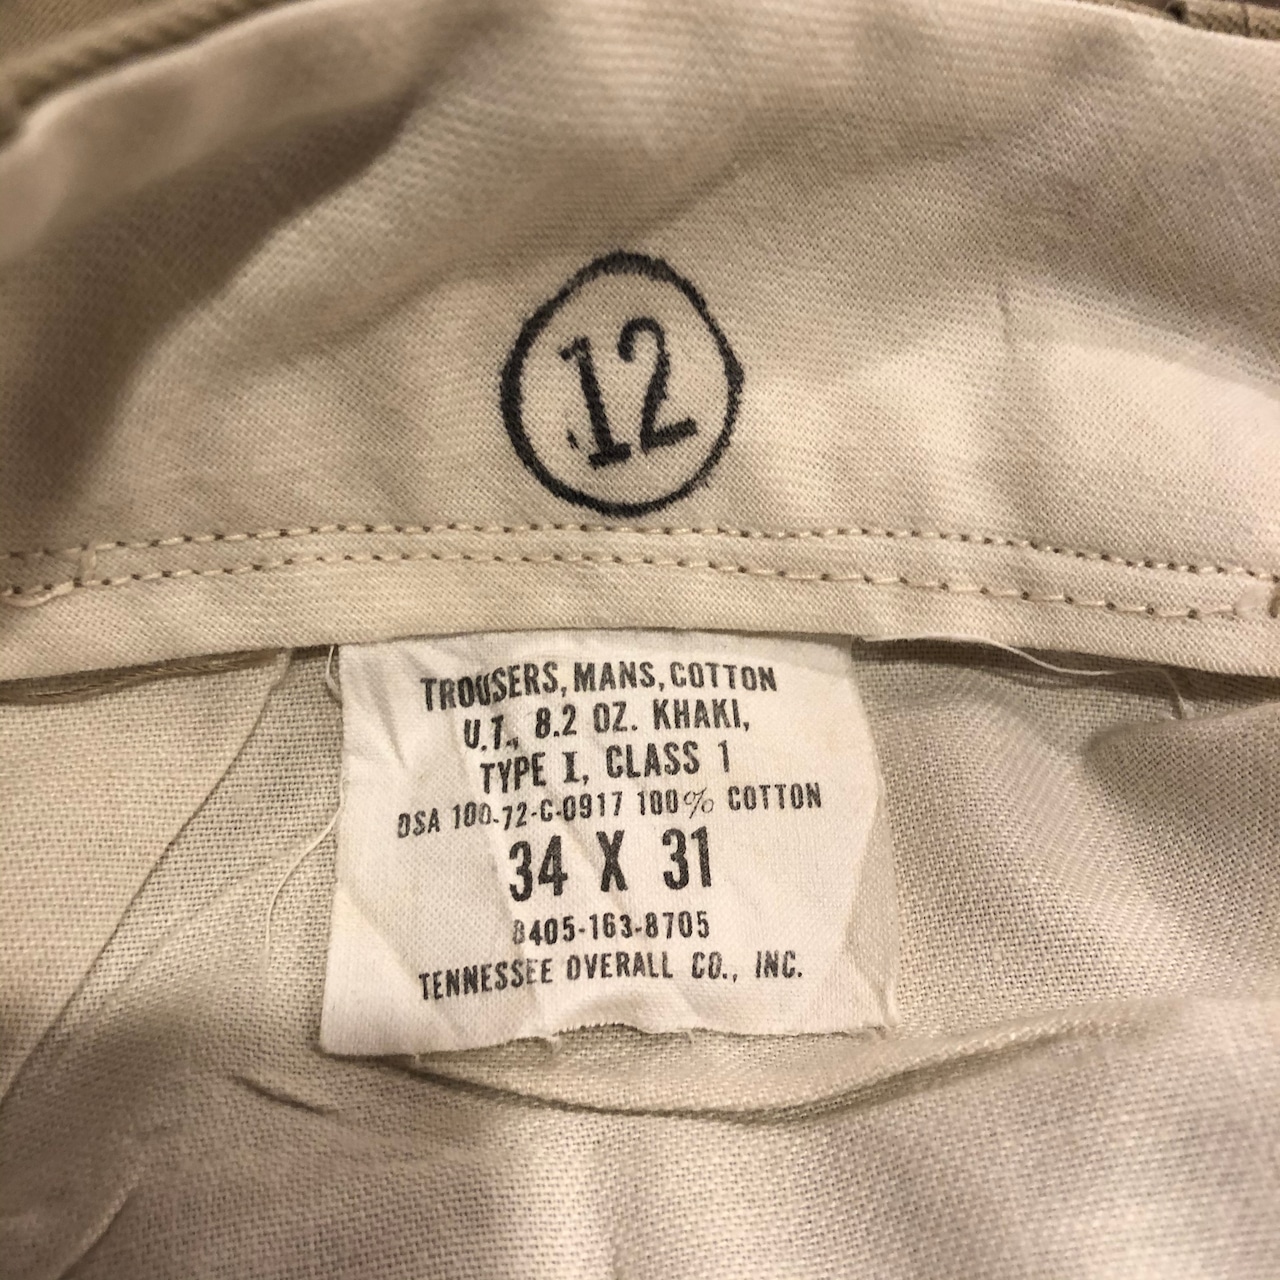 12
TROUSERS, MANS, COTTON
U.T., 8.2 OZ. KHAKI,
TYPE I, CLASS 1
DSA 100-72-C-0917 100% COTTON
34 X 31
8405-163-8705
TENNESSEE OVERALL CO., INC.